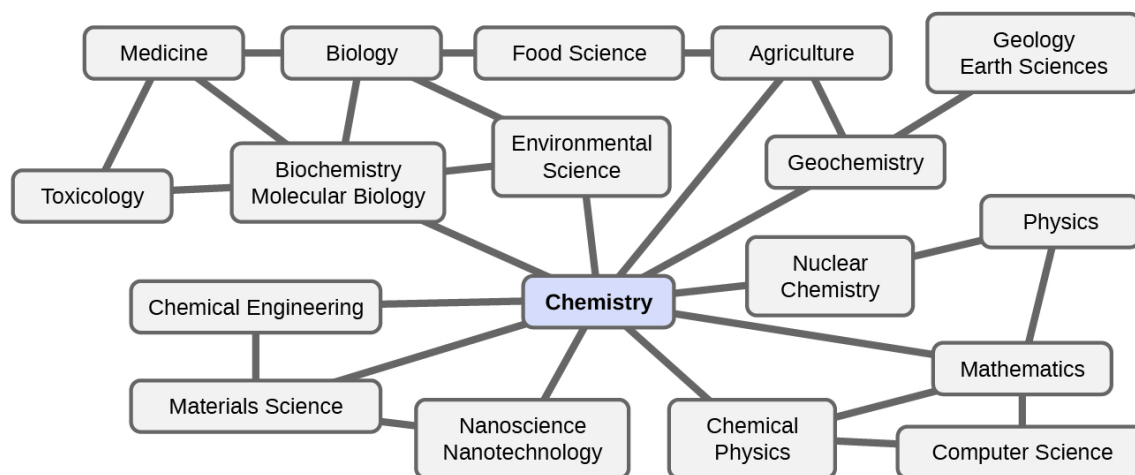 Medicine
Biology
Food Science
Agriculture
Geology
Earth Sciences
Environmental
Science
Geochemistry
Biochemistry
Molecular Biology
Toxicology
Physics
Nuclear
Chemistry
Chemistry
Chemical Engineering
Mathematics
Materials Science
Nanoscience
Nanotechnology
Chemical
Physics
Computer Science